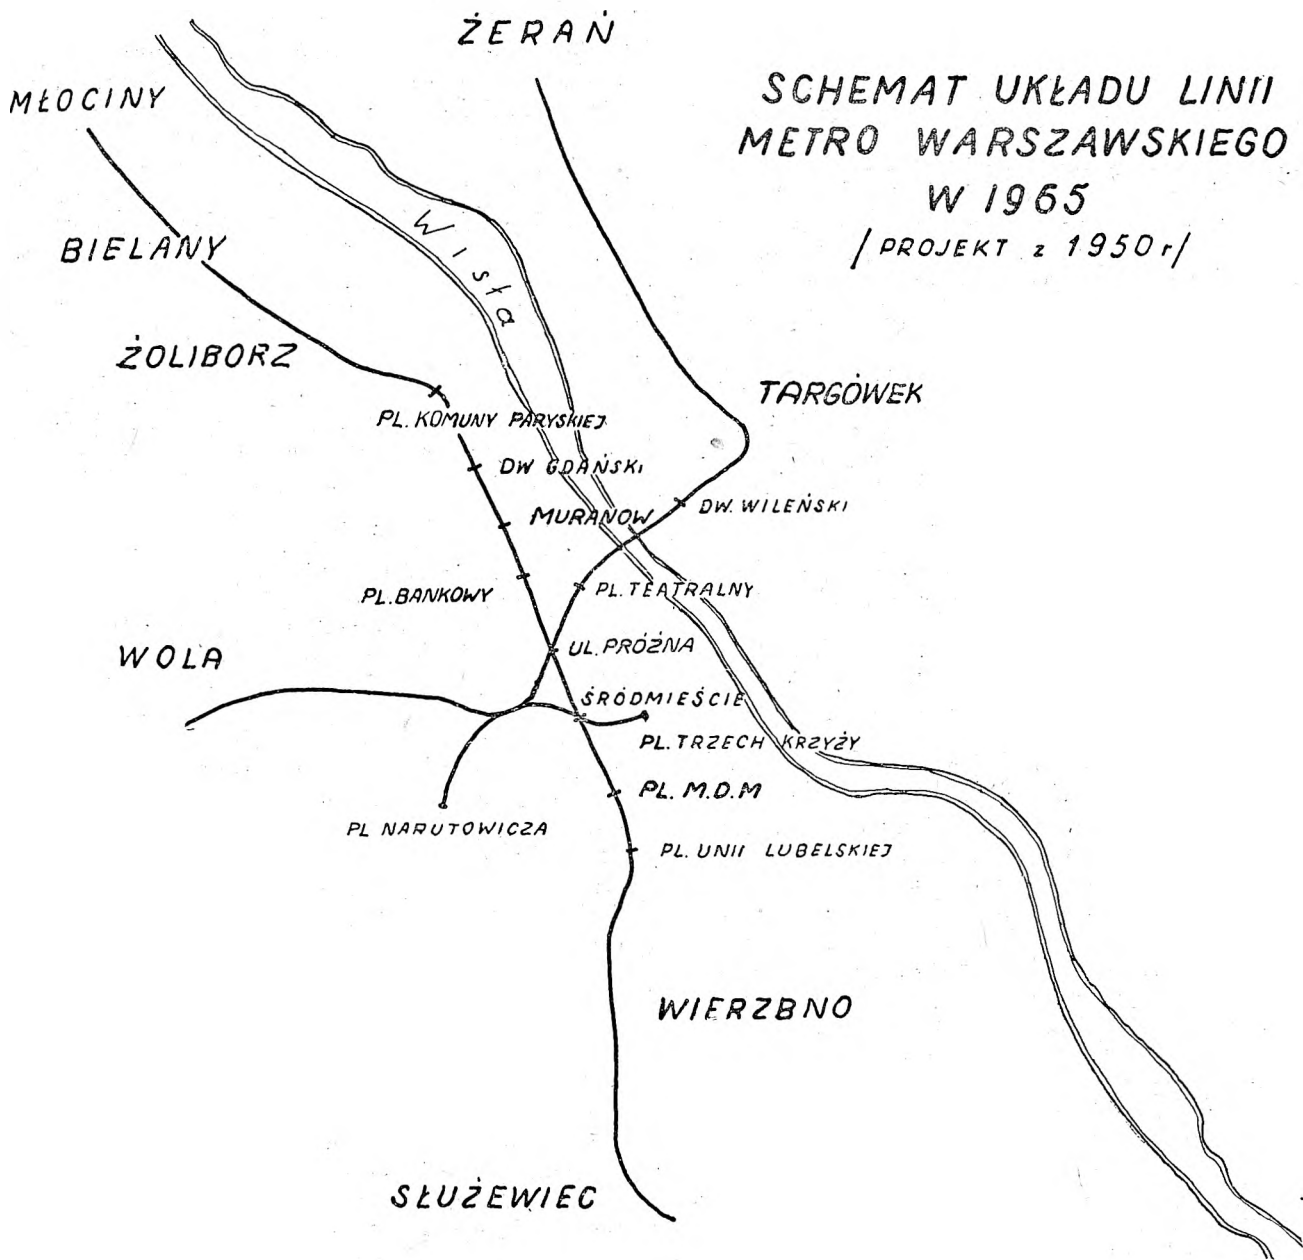 ŻERAŃ
MŁOCINY
SCHEMAT UKŁADU LINII
METRO WARSZAWSKIEGO
W 1965
/ PROJEKT z 1950 r/
BIELANY
Wisła
ŻOLIBORZ
TARGÓWEK
PL. KOMUNY PARYSKIEJ
DW GDAŃSKI
DW. WILEŃSKI
MURANOW
PL. BANKOWY
PL. TEATRALNY
WOLA
UL. PRÓŻNA
ŚRÓDMIEŚCIE
PL. TRZECH KRZYŻY
PL. M.D.M
PL NARUTOWICZA
PL. UNII LUBELSKIEJ
WIERZBNO
SŁUŻEWIEC